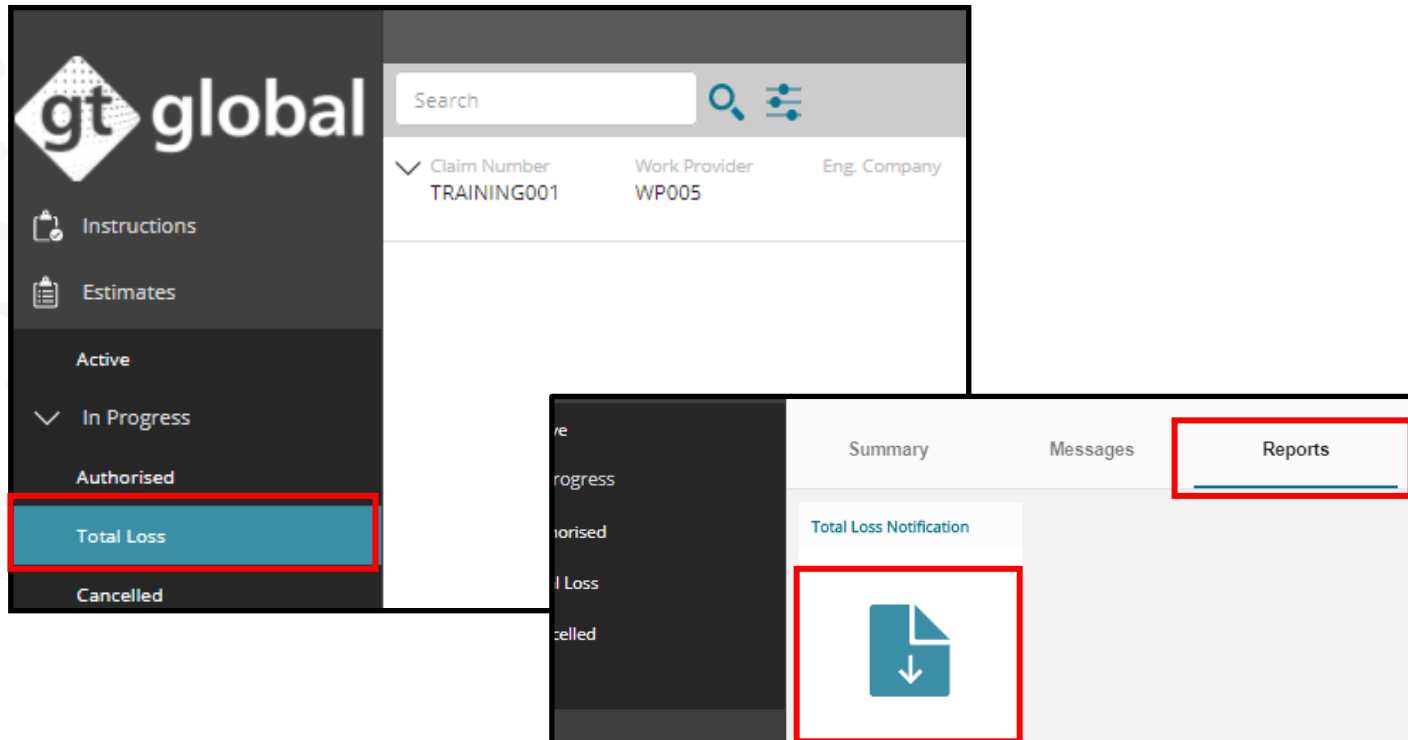 gt global
Search
Claim Number Work Provider Eng. Company
TRAINING001 WP005
Instructions
Estimates
Active
In Progress
Authorised
Total Loss
Cancelled
ve
Summary Messages Reports
rogress
Total Loss Notification
horised
l Loss
celled